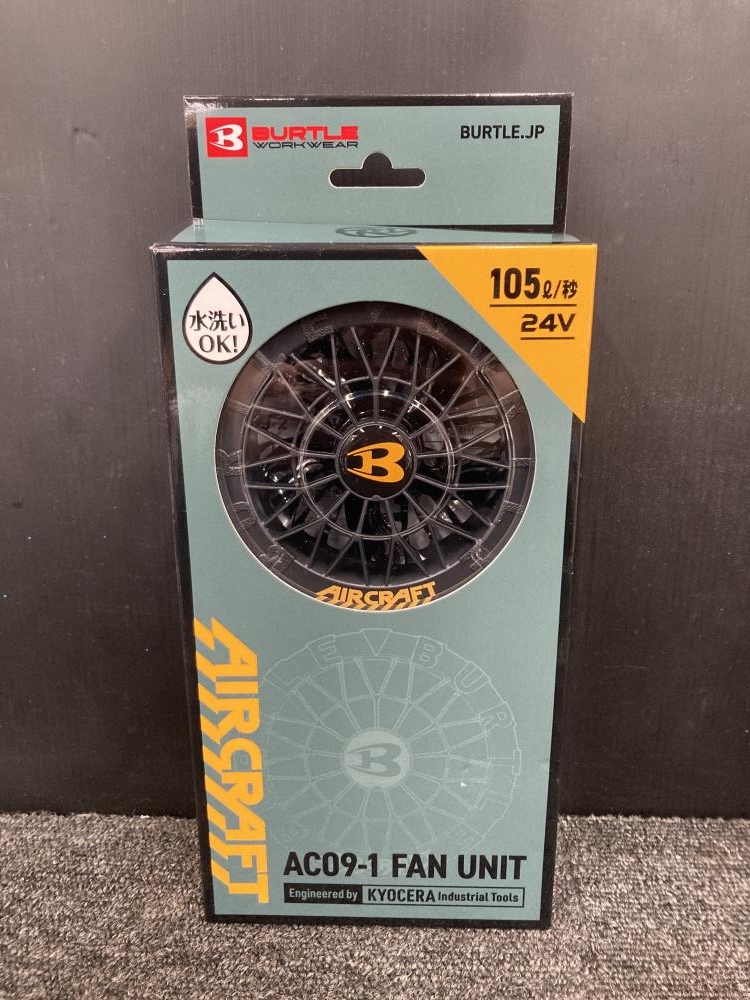 B BURTLE
WORKWEAR
BURTLE.JP
105ℓ/秒
24V
水洗い
OK!
B
AIRCRAFT
AIRCRAFT
B
AC09-1 FAN UNIT
Engineered by KYOCERA Industrial Tools